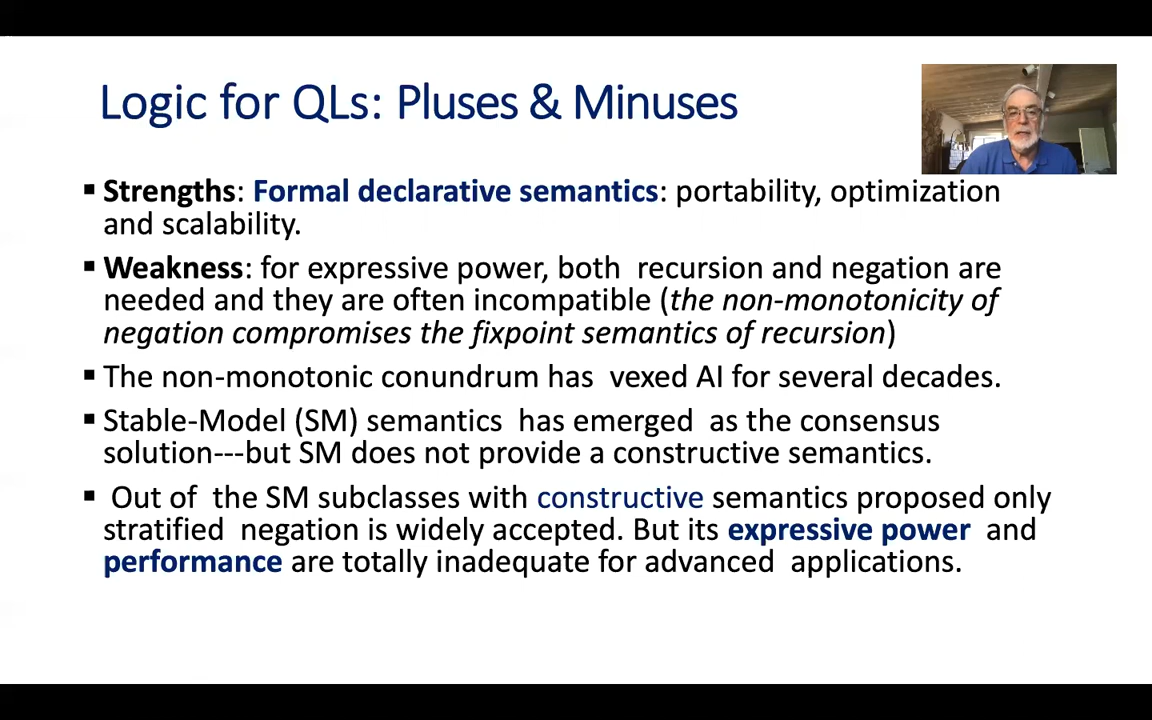 Logic for QLs: Pluses & Minuses
▪ Strengths: Formal declarative semantics: portability, optimization
and scalability.
▪ Weakness: for expressive power, both recursion and negation are
needed and they are often incompatible (the non-monotonicity of
negation compromises the fixpoint semantics of recursion)
▪ The non-monotonic conundrum has vexed AI for several decades.
▪ Stable-Model (SM) semantics has emerged as the consensus
solution---but SM does not provide a constructive semantics.
▪ Out of the SM subclasses with constructive semantics proposed only
stratified negation is widely accepted. But its expressive power and
performance are totally inadequate for advanced applications.